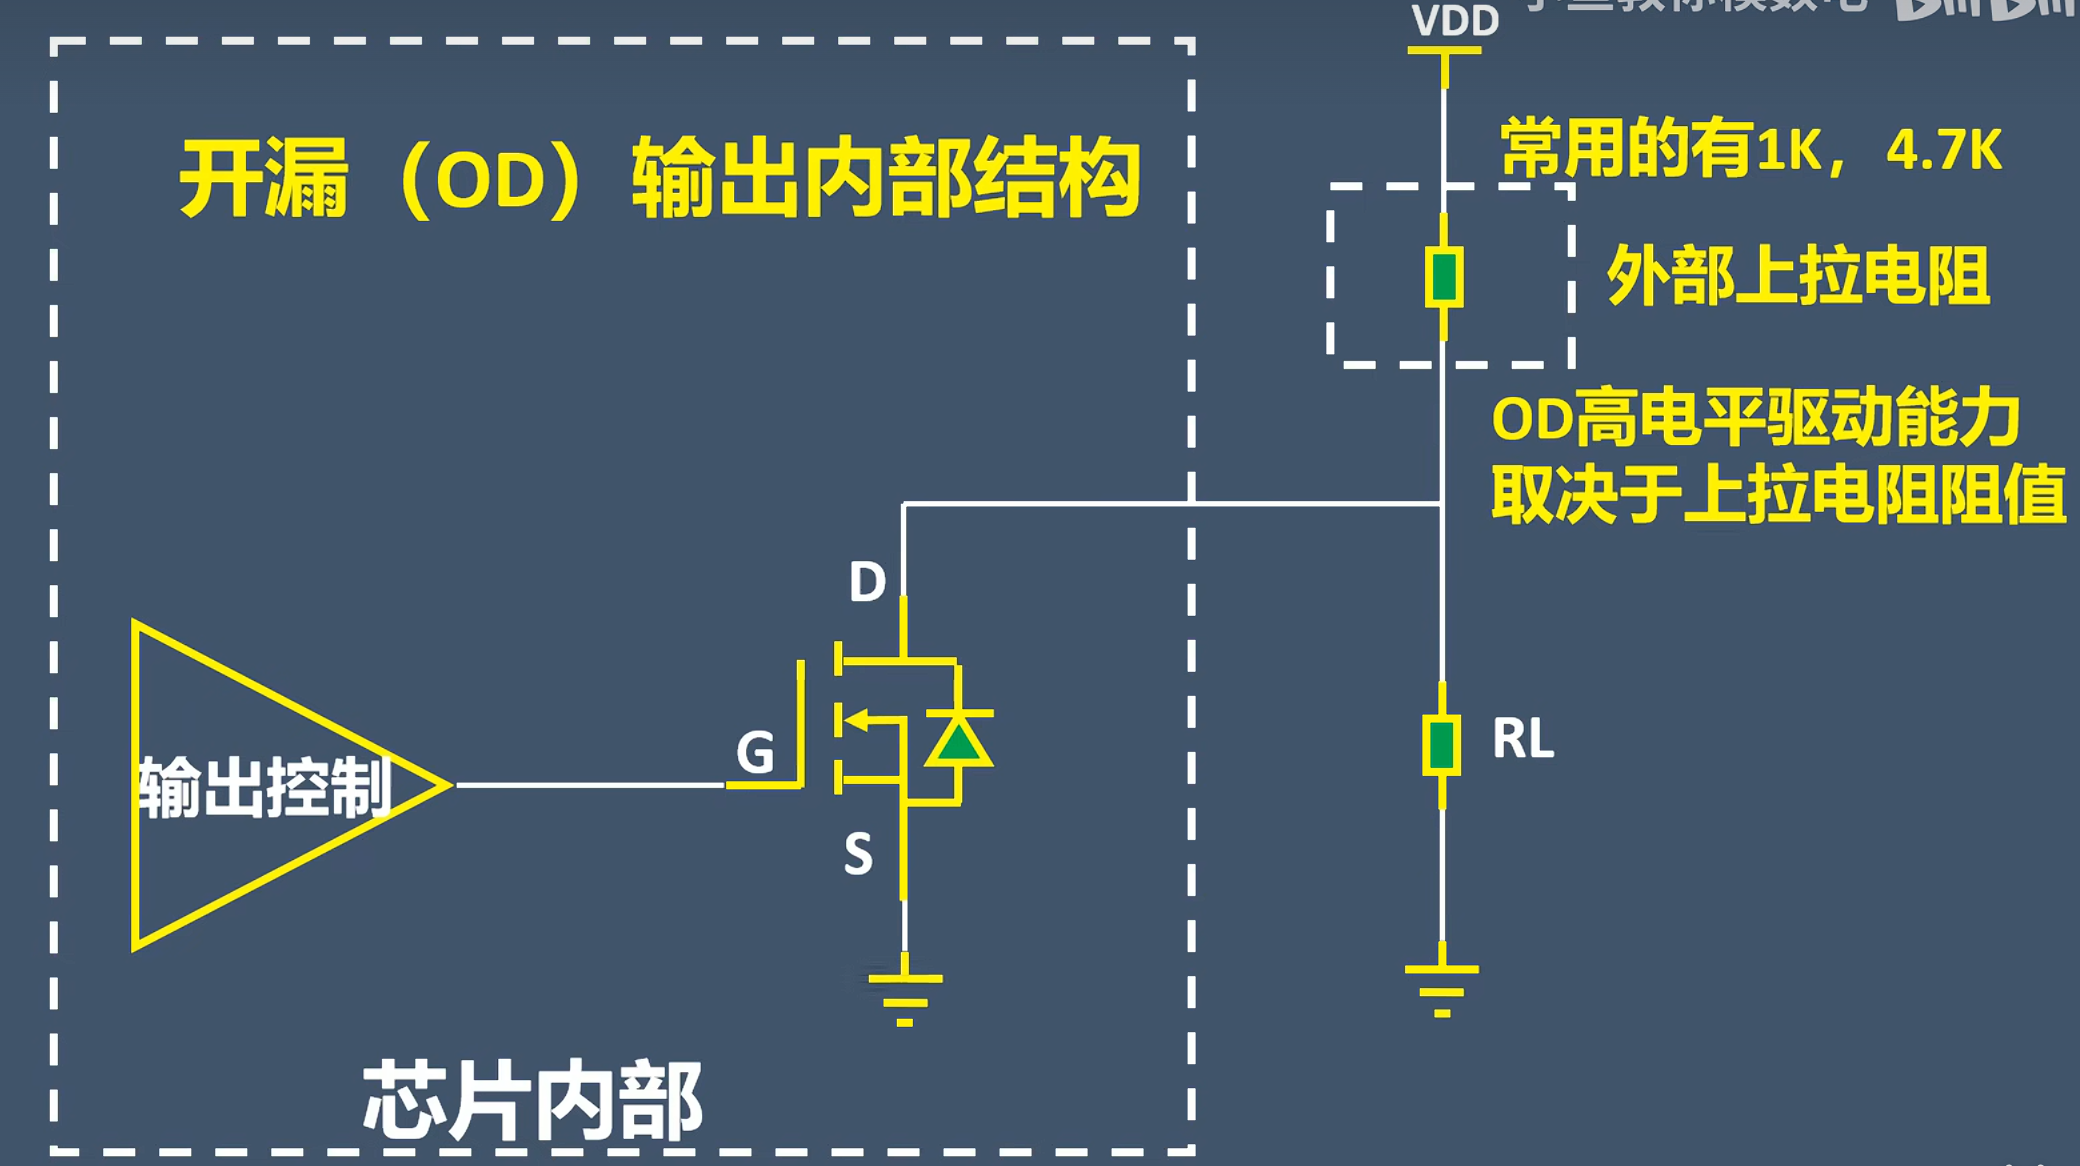 VDD
开漏（OD）输出内部结构
常用的有1K，4.7K
外部上拉电阻
OD高电平驱动能力
取决于上拉电阻阻值
D
G
S
输出控制
RL
芯片内部